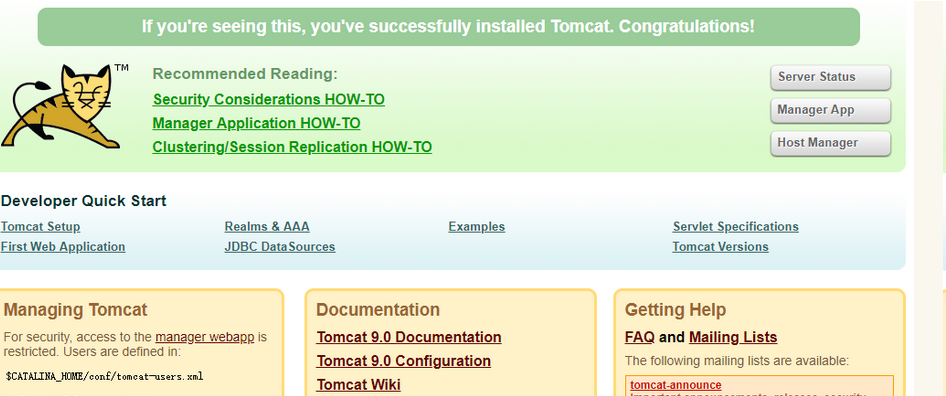 If you're seeing this, you've successfully installed Tomcat. Congratulations!
TM
Recommended Reading:
Security Considerations HOW-TO
Manager Application HOW-TO
Clustering/Session Replication HOW-TO
Server Status
Manager App
Host Manager
Developer Quick Start
Tomcat Setup
First Web Application
Realms & AAA
JDBC DataSources
Examples
Servlet Specifications
Tomcat Versions
Managing Tomcat
For security, access to the manager webapp is
restricted. Users are defined in:
$CATALINA_HOME/conf/tomcat-users.xml
Documentation
Tomcat 9.0 Documentation
Tomcat 9.0 Configuration
Tomcat Wiki
Getting Help
FAQ and Mailing Lists
The following mailing lists are available:
tomcat-announce
Important announcements, releases, security